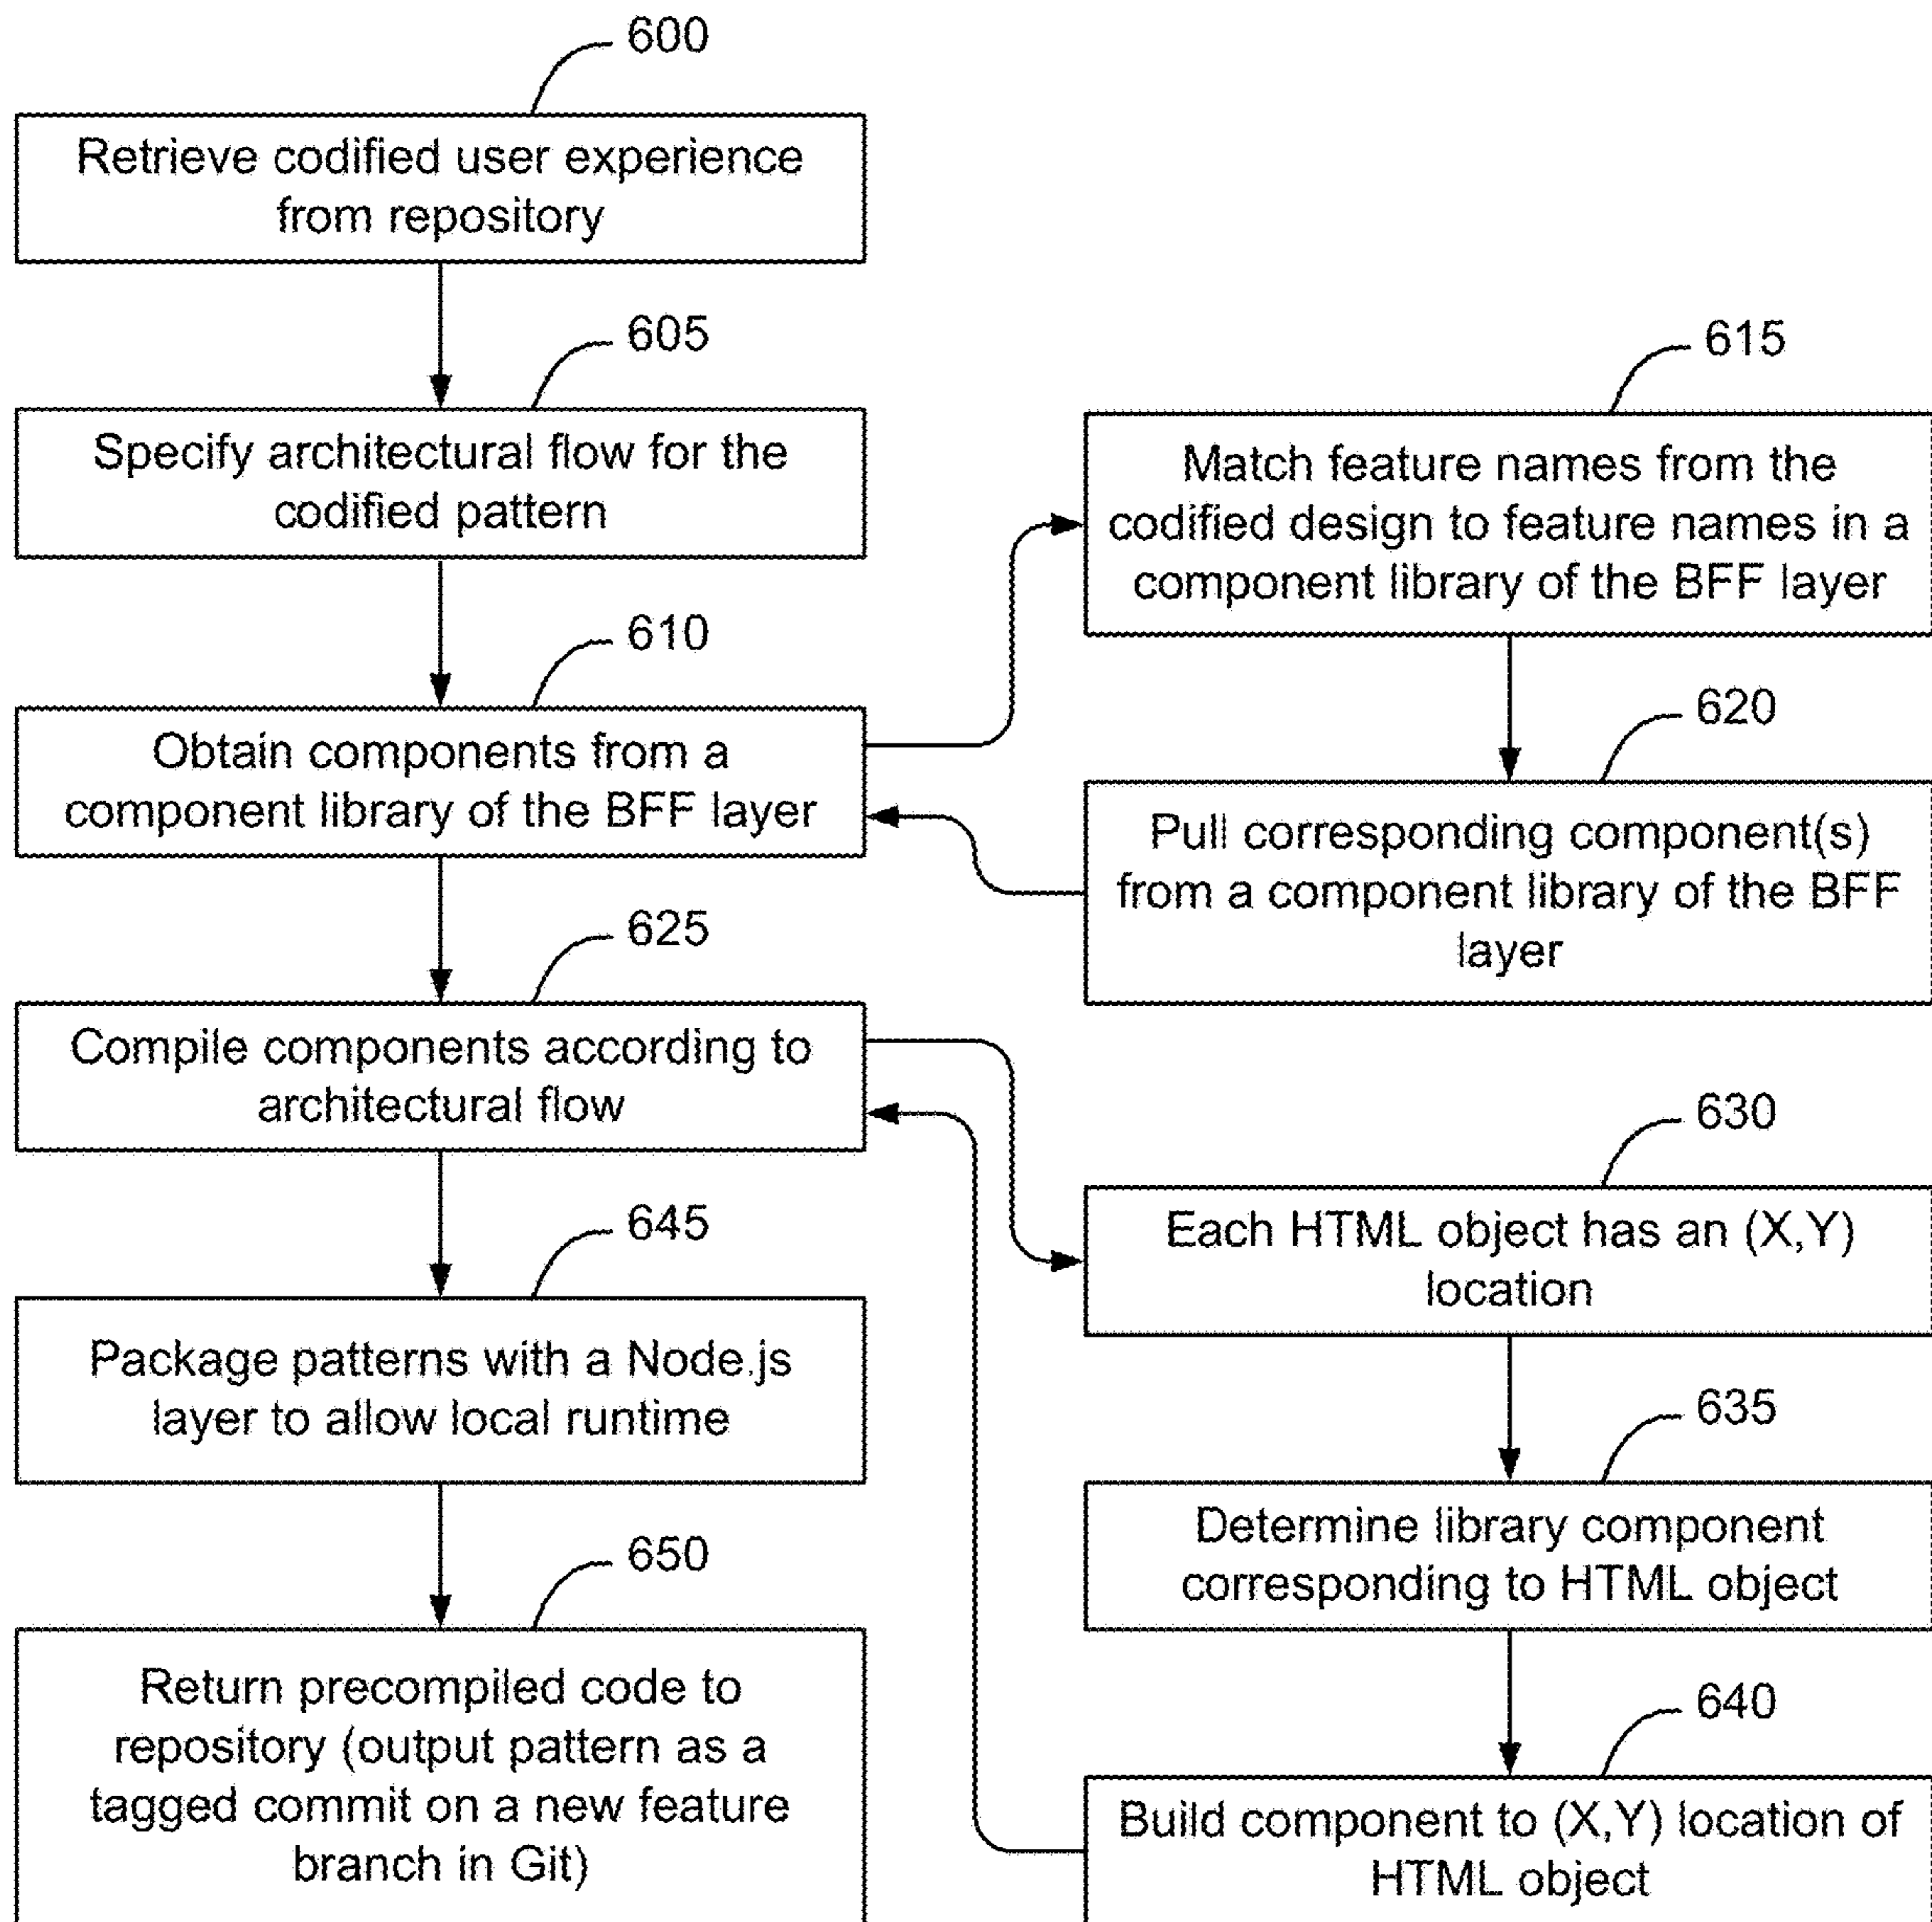 600
Retrieve codified user experience
from repository
605
Specify architectural flow for the
codified pattern
610
Obtain components from a
component library of the BFF layer
615
Match feature names from the
codified design to feature names in a
component library of the BFF layer
620
Pull corresponding component(s)
from a component library of the BFF
layer
625
Compile components according to
architectural flow
630
Each HTML object has an (X,Y)
location
635
Determine library component
corresponding to HTML object
640
Build component to (X,Y) location of
HTML object
645
Package patterns with a Node.js
layer to allow local runtime
650
Return precompiled code to
repository (output pattern as a
tagged commit on a new feature
branch in Git)